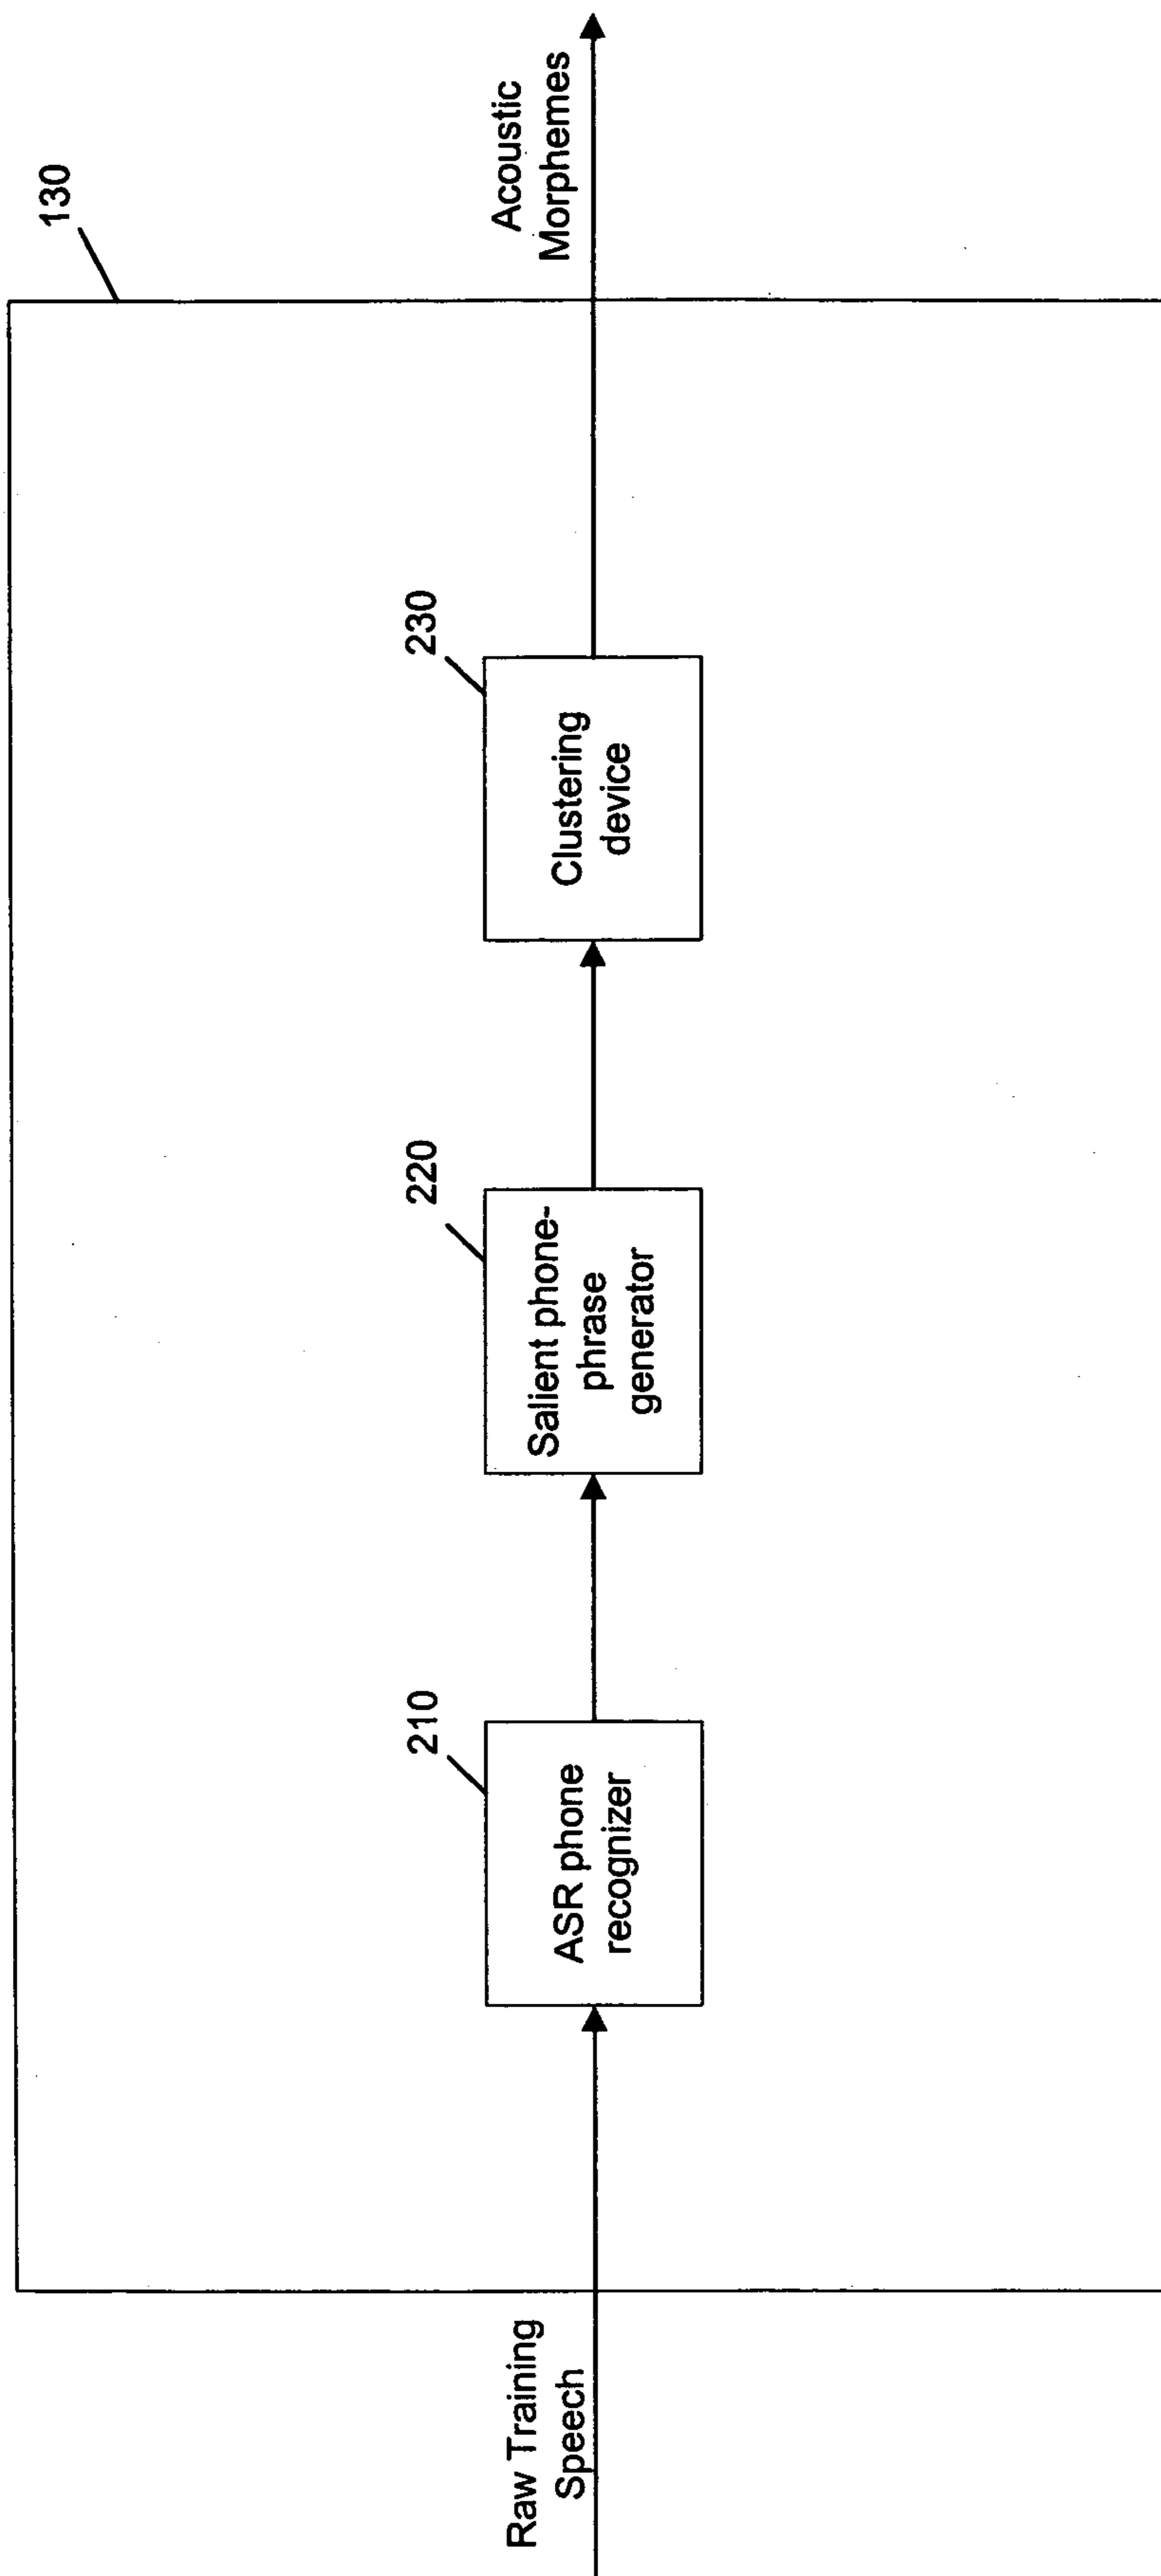 130
Raw Training
Speech
210
ASR phone
recognizer
220
Salient phone-
phrase
generator
230
Clustering
device
Acoustic
Morphemes